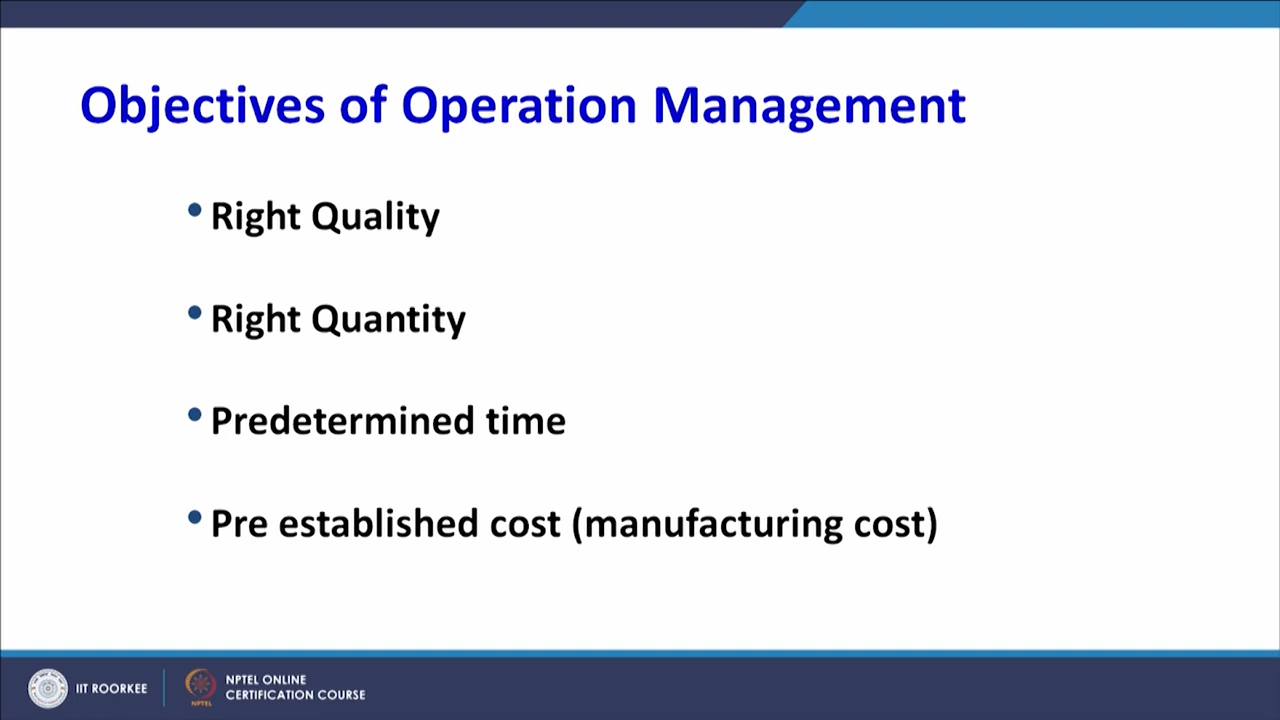 Objectives of Operation Management
• Right Quality
• Right Quantity
• Predetermined time
• Pre established cost (manufacturing cost)
IIT ROORKEE
NPTEL
NPTEL ONLINE
CERTIFICATION COURSE